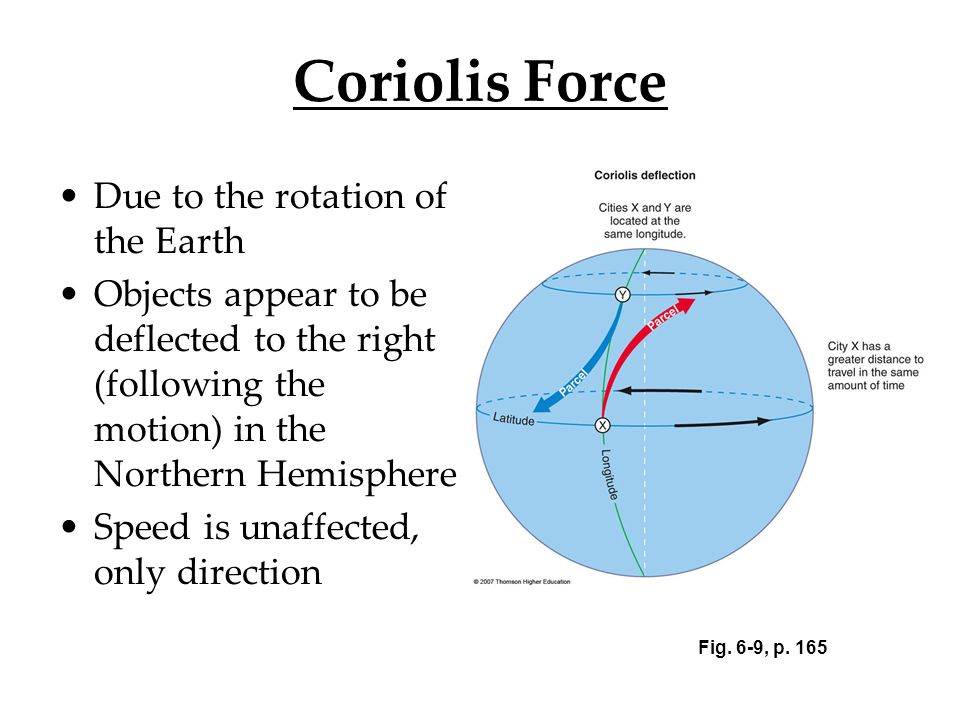 Coriolis Force
• Due to the rotation of
the Earth
• Objects appear to be
deflected to the right
(following the
motion) in the
Northern Hemisphere
• Speed is unaffected,
only direction
Coriolis deflection
Cities X and Y are
located at the
same longitude.
Y
Parcel
Parcel
City X has a
greater distance to
travel in the same
amount of time
Latitude
X
Longitude
© 2007 Thomson Higher Education
Fig. 6-9, p. 165